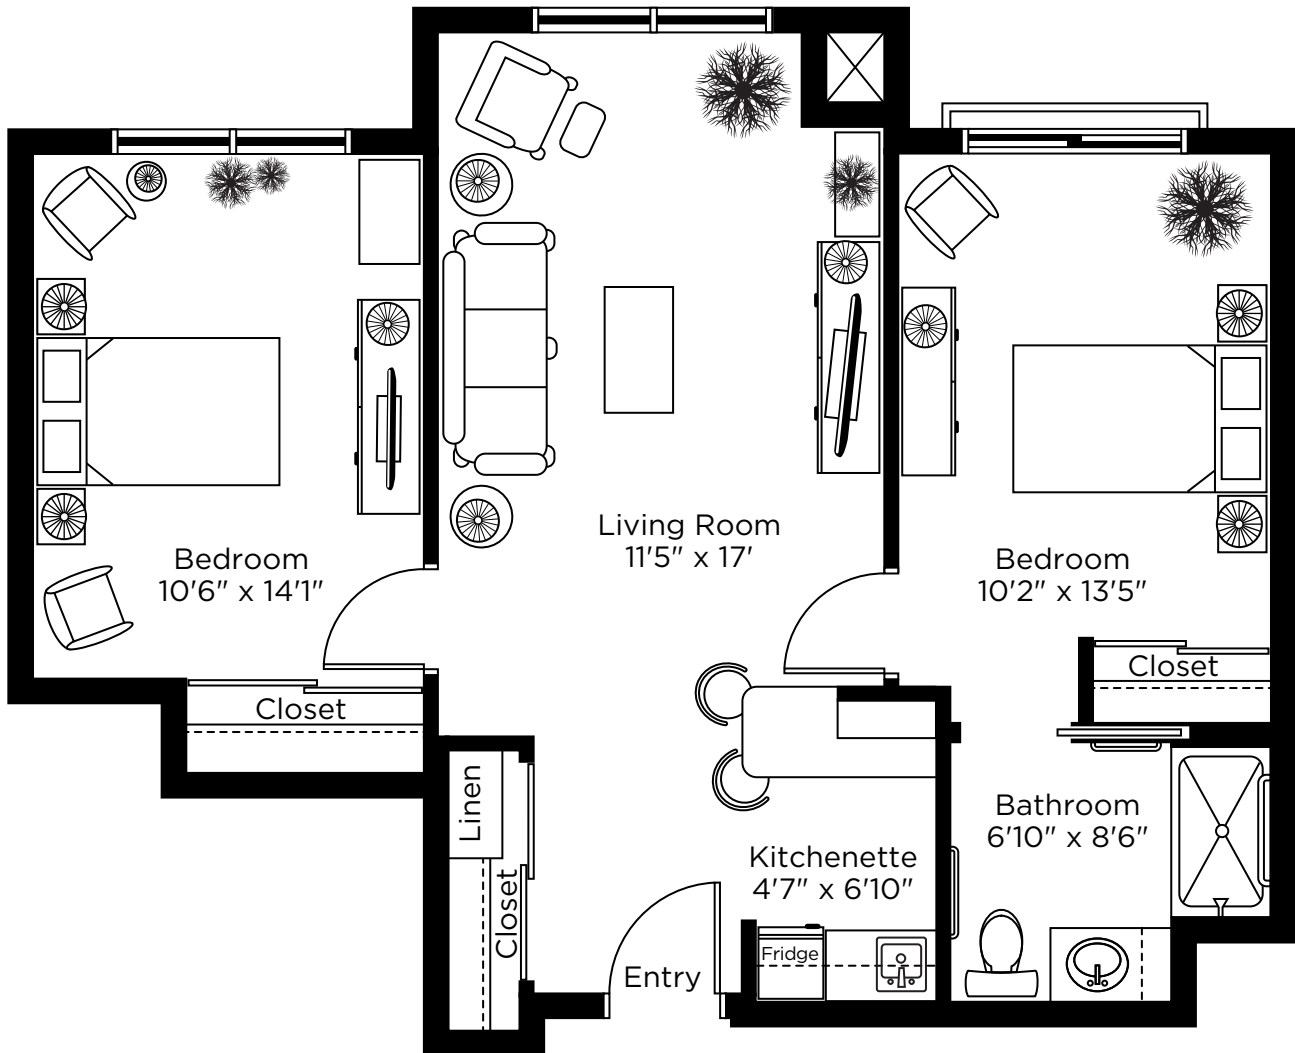 Living Room
11'5" x 17'
Bedroom
10'6" x 14'1"
Bedroom
10'2" x 13'5"
Closet
Closet
Linen
Closet
Kitchenette
4'7" x 6'10"
Bathroom
6'10" x 8'6"
Fridge
Entry